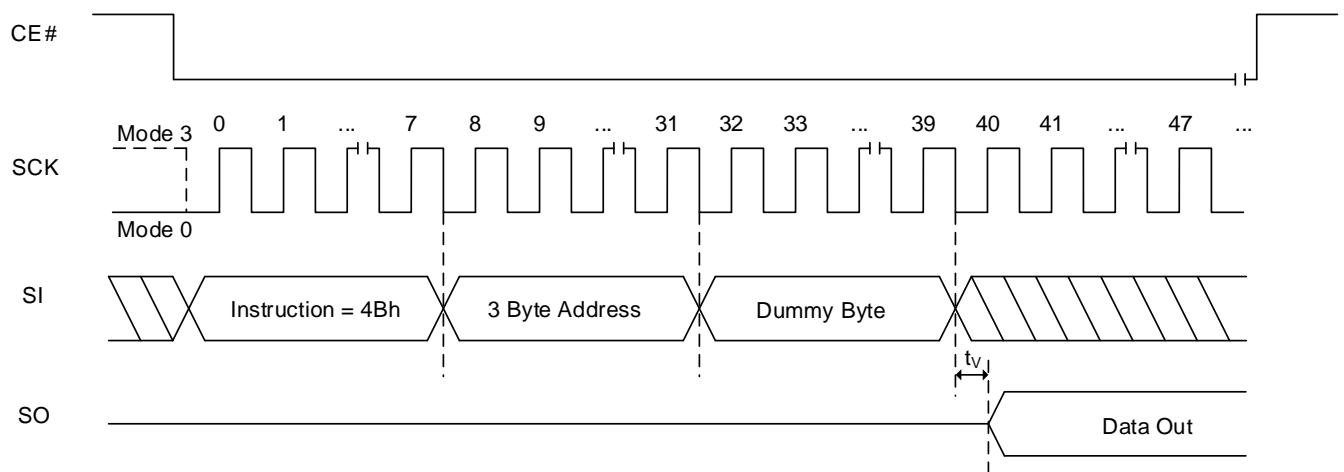 CE#
Mode 3
0 1 ... 7 8 9 ... 31 32 33 ... 39 40 41 ... 47 ...
SCK
Mode 0
SI
Instruction = 4Bh
3 Byte Address
Dummy Byte
tV
SO
Data Out